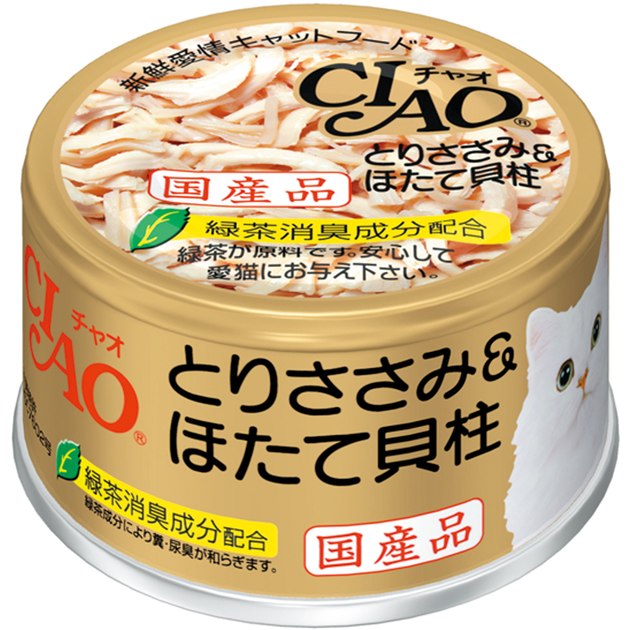 新鮮愛情キャットフード
CIAO
チャオ
®
とりささみ&
ほたて貝柱
国産品
緑茶消臭成分配合
緑茶が原料です。安心して
愛猫にお与え下さい。
CIAO
チャオ
®
とりささみ&
ほたて貝柱
緑茶消臭成分配合
緑茶成分により糞・尿臭が和らぎます。
国産品